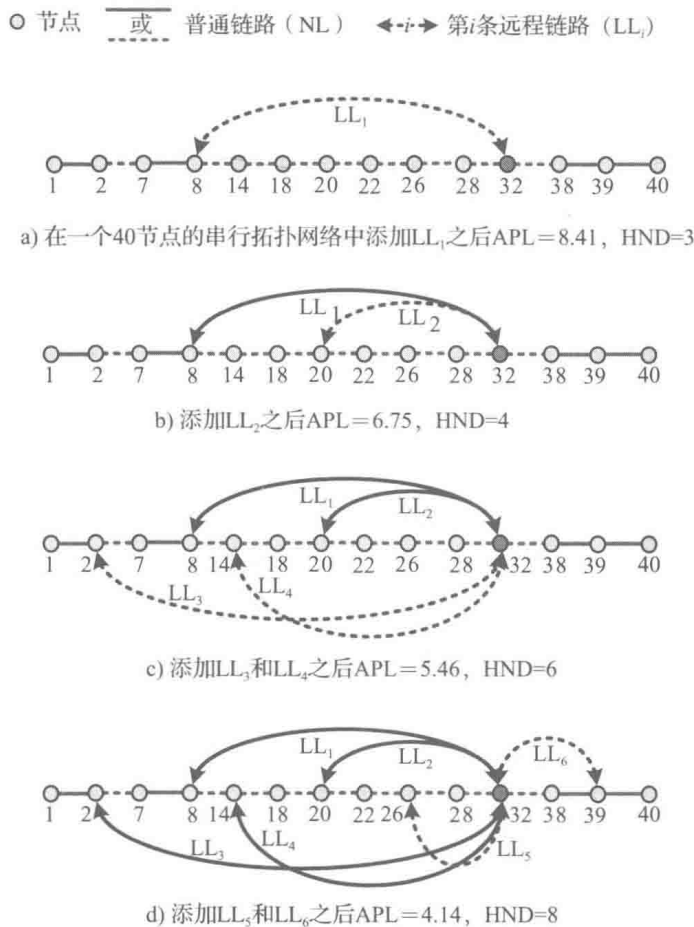 节点 或 普通链路（NL） i 第i条远程链路（LLᵢ）
LL₁
1 2 7 8 14 18 20 22 26 28 32 38 39 40
a) 在一个40节点的串行拓扑网络中添加LL₁之后APL＝8.41，HND=3
LL 1 LL 2
1 2 7 8 14 18 20 22 26 28 32 38 39 40
b) 添加LL₂之后APL＝6.75，HND=4
LL₁ LL₂
1 2 7 8 14 18 20 22 26 28 32 38 39 40
LL₃ LL₄
c) 添加LL₃和LL₄之后APL＝5.46，HND=6
LL₁ LL₂ LL₆
1 2 7 8 14 18 20 22 26 28 32 38 39 40
LL₃ LL₄ LL₅
d) 添加LL₅和LL₆之后APL＝4.14，HND=8